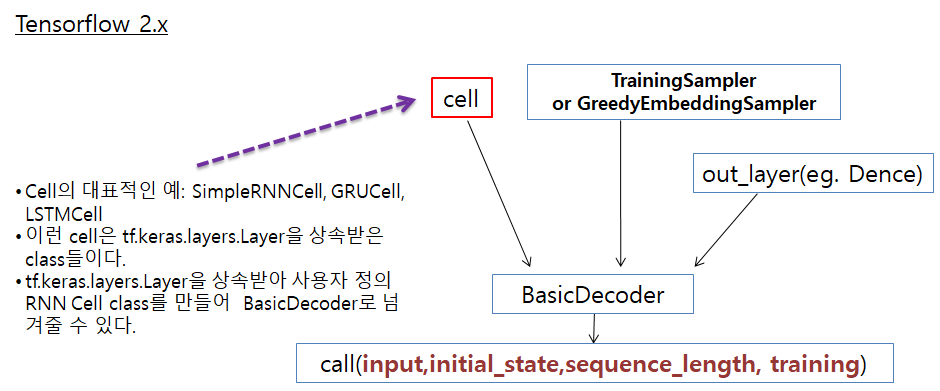 Tensorflow 2.x
cell
TrainingSampler
or GreedyEmbeddingSampler
out_layer(eg. Dence)
• Cell의 대표적인 예: SimpleRNNCell, GRUCell,
LSTMCell
• 이런 cell은 tf.keras.layers.Layer을 상속받은
class들이다.
• tf.keras.layers.Layer을 상속받아 사용자 정의
RNN Cell class를 만들어 BasicDecoder로 넘
겨줄 수 있다.
BasicDecoder
call(input,initial_state,sequence_length, training)